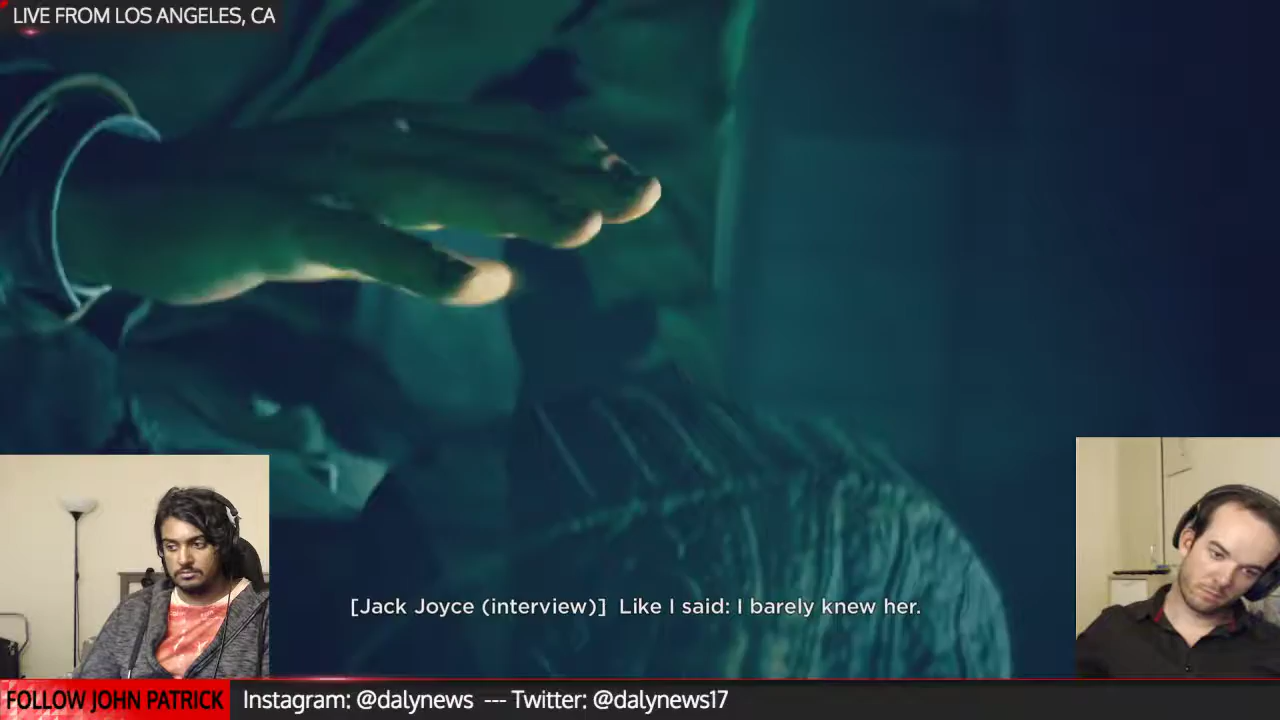 LIVE FROM LOS ANGELES, CA
[Jack Joyce (interview)]  Like I said: I barely knew her.
FOLLOW JOHN PATRICK
Instagram: @dalynews --- Twitter: @dalynews17